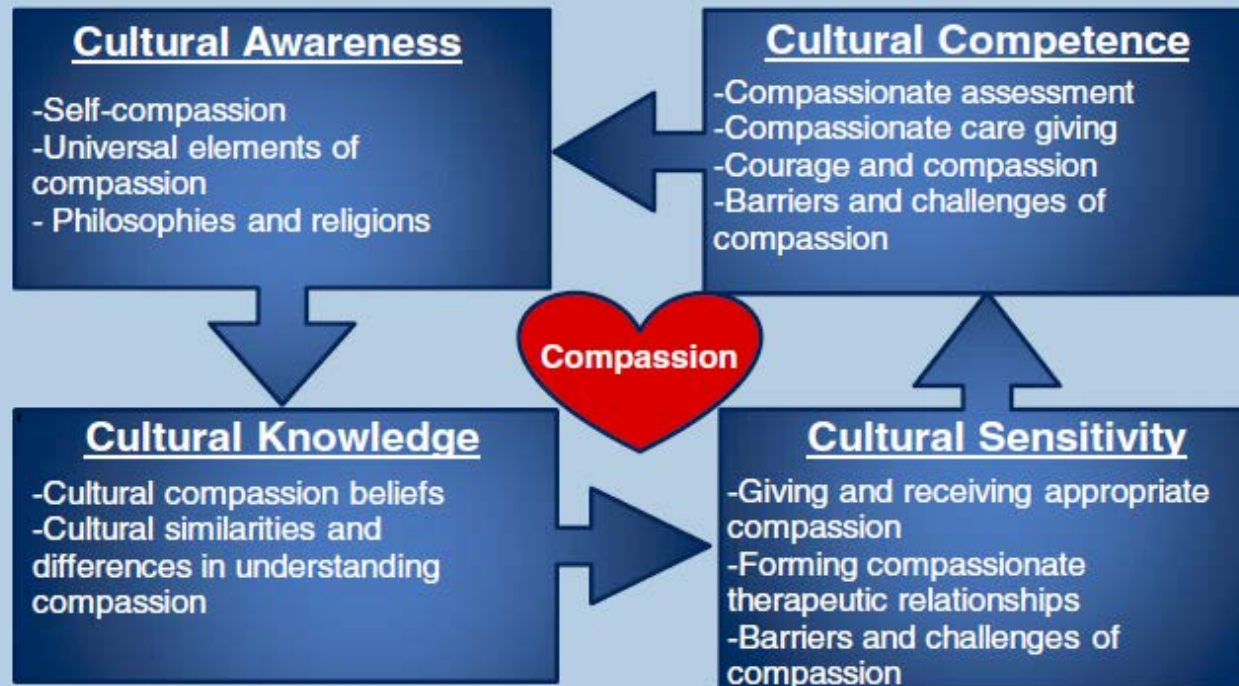 Cultural Awareness
-Self-compassion
-Universal elements of
compassion
- Philosophies and religions
Cultural Competence
-Compassionate assessment
-Compassionate care giving
-Courage and compassion
-Barriers and challenges of
compassion
Compassion
Cultural Knowledge
-Cultural compassion beliefs
-Cultural similarities and
differences in understanding
compassion
Cultural Sensitivity
-Giving and receiving appropriate
compassion
-Forming compassionate
therapeutic relationships
-Barriers and challenges of
compassion